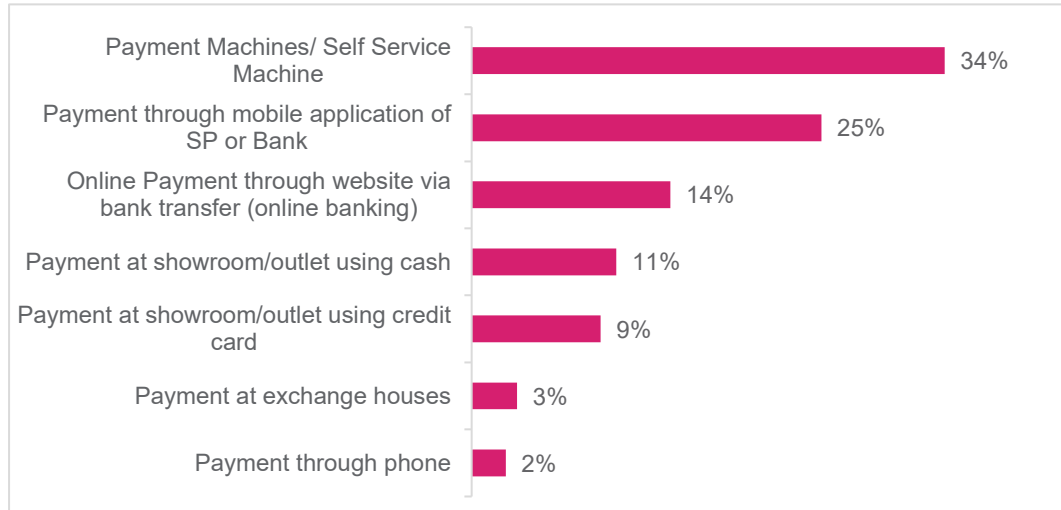 Payment Machines/ Self Service
Machine
34%
Payment through mobile application of
SP or Bank
25%
Online Payment through website via
bank transfer (online banking)
14%
Payment at showroom/outlet using cash
11%
Payment at showroom/outlet using credit
card
9%
Payment at exchange houses
3%
Payment through phone
2%